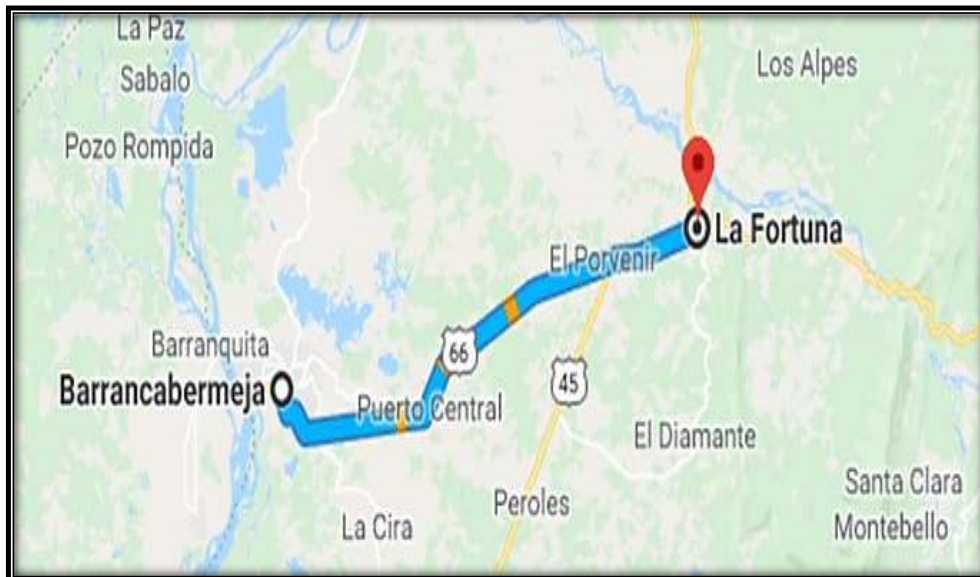 La Paz
Sabalo
Los Alpes
Pozo Rompida
La Fortuna
El Porvenir
Barranquita
66
Barrancabermeja
45
Puerto Central
El Diamante
Santa Clara
Peroles
Montebello
La Cira